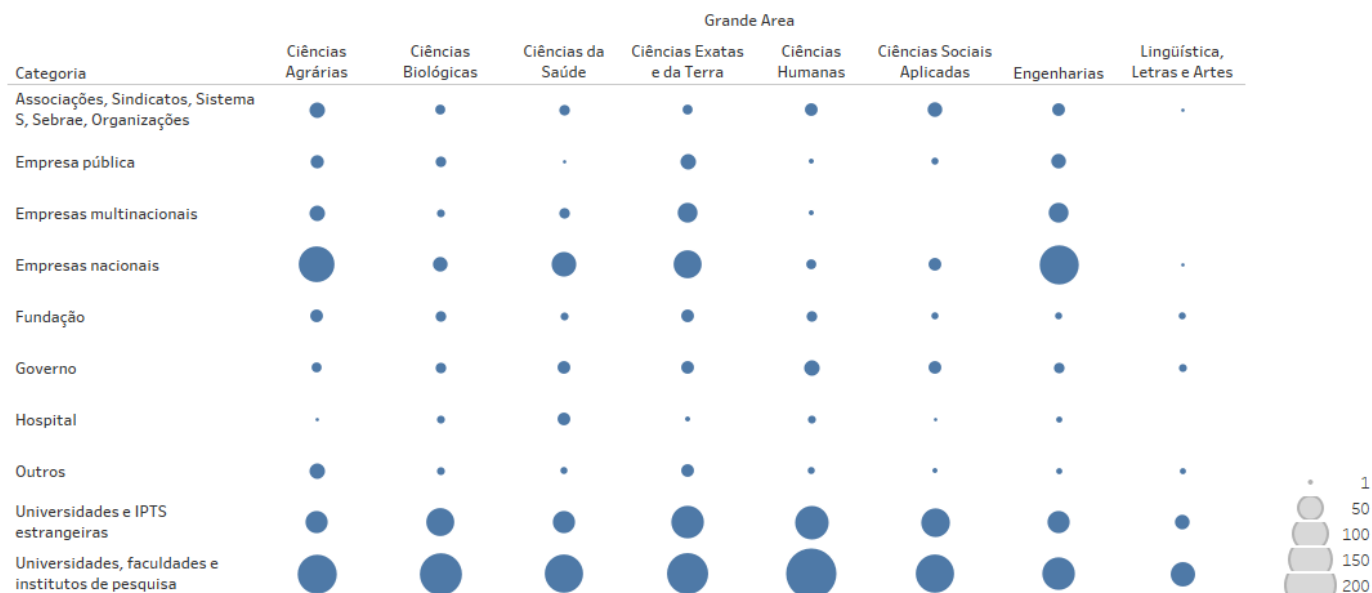 Grande Area
Categoria
Ciências
Agrárias
Ciências
Biológicas
Ciências da
Saúde
Ciências Exatas
e da Terra
Ciências
Humanas
Ciências Sociais
Aplicadas
Engenharias
Lingüística,
Letras e Artes
Associações, Sindicatos, Sistema
S, Sebrae, Organizações
Empresa pública
Empresas multinacionais
Empresas nacionais
Fundação
Governo
Hospital
Outros
Universidades e IPTS
estrangeiras
Universidades, faculdades e
institutos de pesquisa
1
50
100
150
200